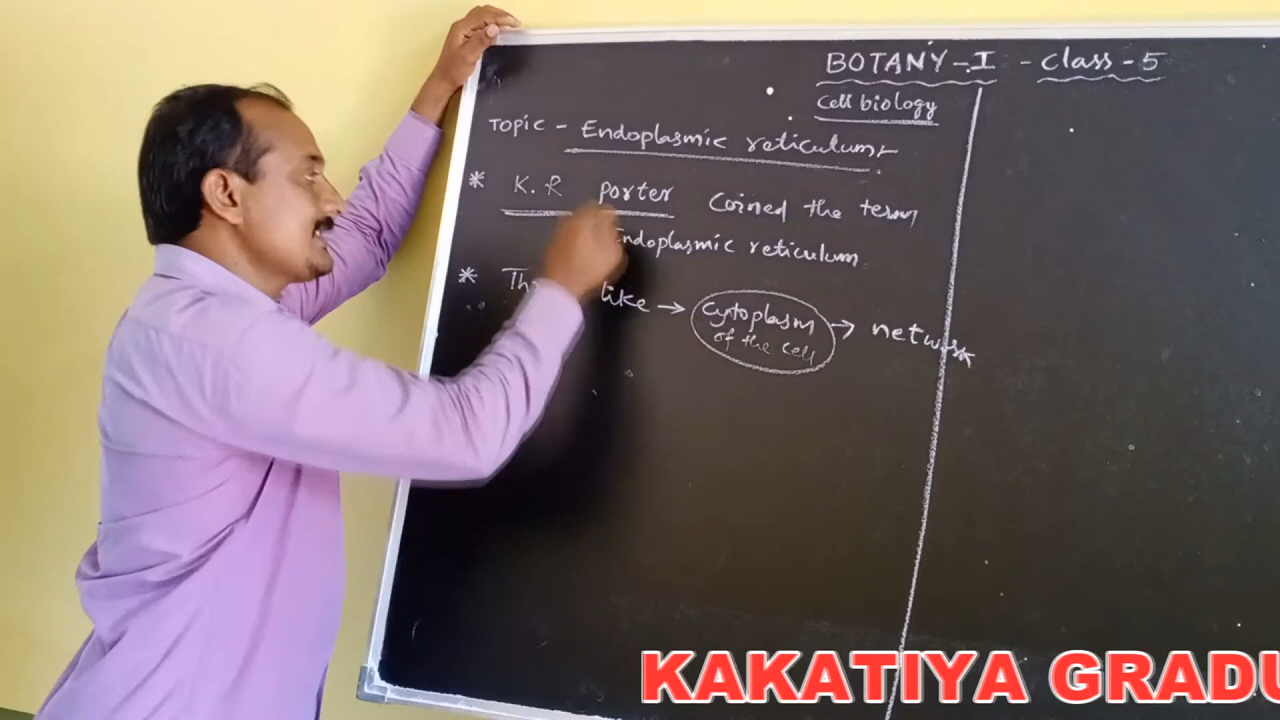 BOTANY - I - Class - 5
Cell biology
TOPIC - Endoplasmic reticulum
* K. R porter coined the term
Endoplasmic reticulum
* like → cytoplasm → network
of the cell
KAKATIYA GRADU